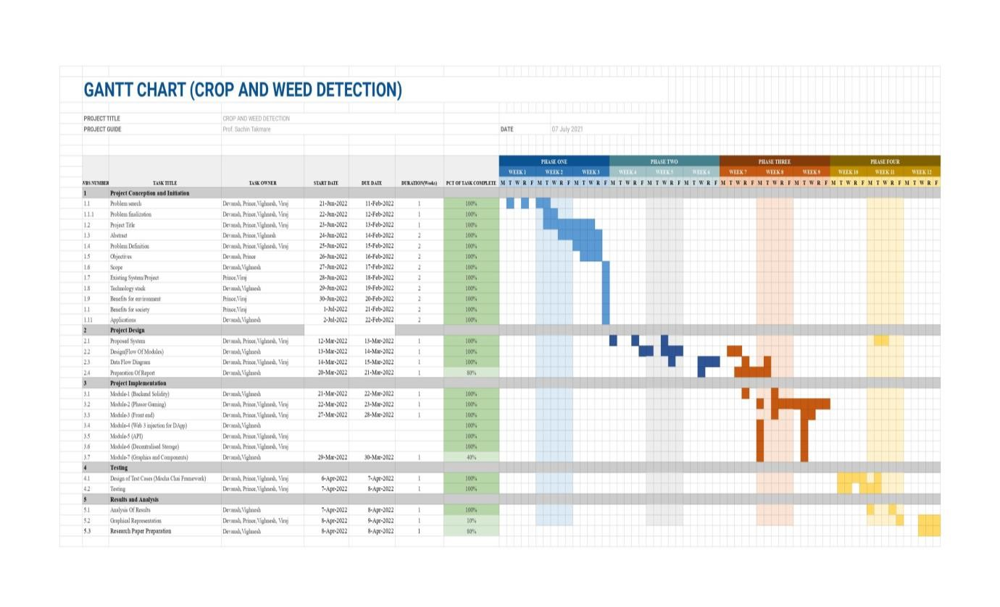 GANTT CHART (CROP AND WEED DETECTION)
PROJECT TITLE CROP AND WEED DETECTION
PROJECT GUIDE Prof. Sachin Takmare DATE 07 July 2021
PHASE ONE PHASE TWO PHASE THREE PHASE FOUR
WEEK 1 WEEK 2 WEEK 3 WEEK 4 WEEK 5 WEEK 6 WEEK 7 WEEK 8 WEEK 9 WEEK 10 WEEK 11 WEEK 12
WBS NUMBER TASK TITLE TASK OWNER START DATE DUE DATE DURATION(Weeks) PCT OF TASK COMPLETE M T W R F M T W R F M T W R F M T W R F M T W R F M T W R F M T W R F M T W R F M T W R F M T W R F M T W R F M T W R F
1 Project Conception and Initiation
1.1 Problem search Devansh, Prince,Vighnesh, Viraj 21-Jun-2022 11-Feb-2022 1 100%
1.1.1 Problem finalization Devansh, Prince,Vighnesh, Viraj 22-Jun-2022 12-Feb-2022 1 100%
1.2 Project Title Devansh, Prince,Vighnesh, Viraj 23-Jun-2022 13-Feb-2022 1 100%
1.3 Abstract Devansh, Prince,Vighnesh 24-Jun-2022 14-Feb-2022 2 100%
1.4 Problem Definition Devansh, Prince,Vighnesh, Viraj 25-Jun-2022 15-Feb-2022 2 100%
1.5 Objectives Devansh, Prince 26-Jun-2022 16-Feb-2022 2 100%
1.6 Scope Devansh,Vighnesh 27-Jun-2022 17-Feb-2022 2 100%
1.7 Existing System/Project Prince,Viraj 28-Jun-2022 18-Feb-2022 2 100%
1.8 Technology stack Devansh,Vighnesh 29-Jun-2022 19-Feb-2022 2 100%
1.9 Benefits for environment Prince,Viraj 30-Jun-2022 20-Feb-2022 2 100%
1.1 Benefits for society Prince,Viraj 1-Jul-2022 21-Feb-2022 2 100%
1.11 Applications Devansh,Vighnesh 2-Jul-2022 22-Feb-2022 2 100%
2 Project Design
2.1 Proposed System Devansh, Prince,Vighnesh, Viraj 12-Mar-2022 13-Mar-2022 1 100%
2.2 Design(Flow Of Modules) Devansh,Vighnesh 13-Mar-2022 14-Mar-2022 1 100%
2.3 Data Flow Diagram Devansh, Prince,Vighnesh, Viraj 14-Mar-2022 15-Mar-2022 1 100%
2.4 Preparation Of Report Devansh,Vighnesh 20-Mar-2022 21-Mar-2022 1 80%
3 Project Implementation
3.1 Module-1 (Backend Solidity) Devansh,Vighnesh 21-Mar-2022 22-Mar-2022 1 100%
3.2 Module-2 (Phasor Gaming) Devansh, Prince,Vighnesh, Viraj 22-Mar-2022 23-Mar-2022 1 100%
3.3 Module-3 (Front end) Devansh, Prince,Vighnesh, Viraj 27-Mar-2022 28-Mar-2022 1 100%
3.4 Module-4 (Web 3 injection for DApp) Devansh,Vighnesh 100%
3.5 Module-5 (API) Devansh, Prince,Vighnesh, Viraj 100%
3.6 Module-6 (Decentralised Storage) Devansh, Prince,Vighnesh, Viraj 100%
3.7 Module-7 (Graphics and Components) Devansh,Vighnesh 29-Mar-2022 30-Mar-2022 1 40%
4 Testing
4.1 Design of Test Cases (Mocha Chai Framework) Devansh, Prince,Vighnesh, Viraj 6-Apr-2022 7-Apr-2022 1 100%
4.2 Testing Devansh, Prince,Vighnesh, Viraj 7-Apr-2022 8-Apr-2022 1 100%
5 Results and Analysis
5.1 Analysis Of Results Devansh,Vighnesh 7-Apr-2022 8-Apr-2022 1 100%
5.2 Graphical Representation Devansh, Prince,Vighnesh, Viraj 8-Apr-2022 9-Apr-2022 1 10%
5.3 Research Paper Preparation Devansh,Vighnesh 8-Apr-2022 8-Apr-2022 1 80%